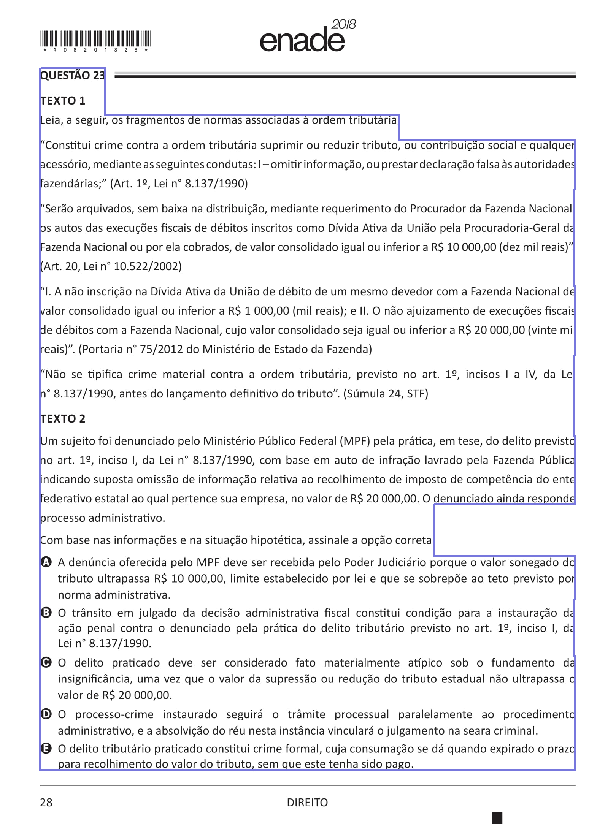 *R0620182 8*
enade 2018
QUESTÃO 23
TEXTO 1
Leia, a seguir, os fragmentos de normas associadas à ordem tributária
“Constitui crime contra a ordem tributária suprimir ou reduzir tributo, ou contribuição social e qualquer
acessório, mediante as seguintes condutas: I – omitir informação, ou prestar declaração falsa às autoridades
fazendárias;” (Art. 1º, Lei n° 8.137/1990)
“Serão arquivados, sem baixa na distribuição, mediante requerimento do Procurador da Fazenda Nacional
os autos das execuções fiscais de débitos inscritos como Dívida Ativa da União pela Procuradoria-Geral da
Fazenda Nacional ou por ela cobrados, de valor consolidado igual ou inferior a R$ 10 000,00 (dez mil reais)”
(Art. 20, Lei n° 10.522/2002)
“I. A não inscrição na Dívida Ativa da União de débito de um mesmo devedor com a Fazenda Nacional de
valor consolidado igual ou inferior a R$ 1 000,00 (mil reais); e II. O não ajuizamento de execuções fiscais
de débitos com a Fazenda Nacional, cujo valor consolidado seja igual ou inferior a R$ 20 000,00 (vinte mil
reais)”. (Portaria n° 75/2012 do Ministério de Estado da Fazenda)
“Não se tipifica crime material contra a ordem tributária, previsto no art. 1º, incisos I a IV, da Lei
n° 8.137/1990, antes do lançamento definitivo do tributo”. (Súmula 24, STF)
TEXTO 2
Um sujeito foi denunciado pelo Ministério Público Federal (MPF) pela prática, em tese, do delito previsto
no art. 1º, inciso I, da Lei n° 8.137/1990, com base em auto de infração lavrado pela Fazenda Pública
indicando suposta omissão de informação relativa ao recolhimento de imposto de competência do ente
federativo estatal ao qual pertence sua empresa, no valor de R$ 20 000,00. O denunciado ainda responde
processo administrativo.
Com base nas informações e na situação hipotética, assinale a opção correta
A A denúncia oferecida pelo MPF deve ser recebida pelo Poder Judiciário porque o valor sonegado do
tributo ultrapassa R$ 10 000,00, limite estabelecido por lei e que se sobrepõe ao teto previsto por
norma administrativa.
B O trânsito em julgado da decisão administrativa fiscal constitui condição para a instauração da
ação penal contra o denunciado pela prática do delito tributário previsto no art. 1º, inciso I, da
Lei n° 8.137/1990.
C O delito praticado deve ser considerado fato materialmente atípico sob o fundamento da
insignificância, uma vez que o valor da supressão ou redução do tributo estadual não ultrapassa o
valor de R$ 20 000,00.
D O processo-crime instaurado seguirá o trâmite processual paralelamente ao procedimento
administrativo, e a absolvição do réu nesta instância vinculará o julgamento na seara criminal.
E O delito tributário praticado constitui crime formal, cuja consumação se dá quando expirado o prazo
para recolhimento do valor do tributo, sem que este tenha sido pago.
28
DIREITO